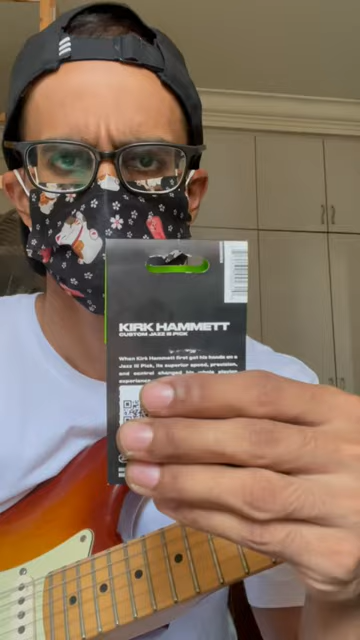 KIRK HAMMETT
CUSTOM JAZZ III PICK
When Kirk Hammett first got his hands on a
Jazz III Pick, its superior speed, precision,
and control changed his whole playing
experience